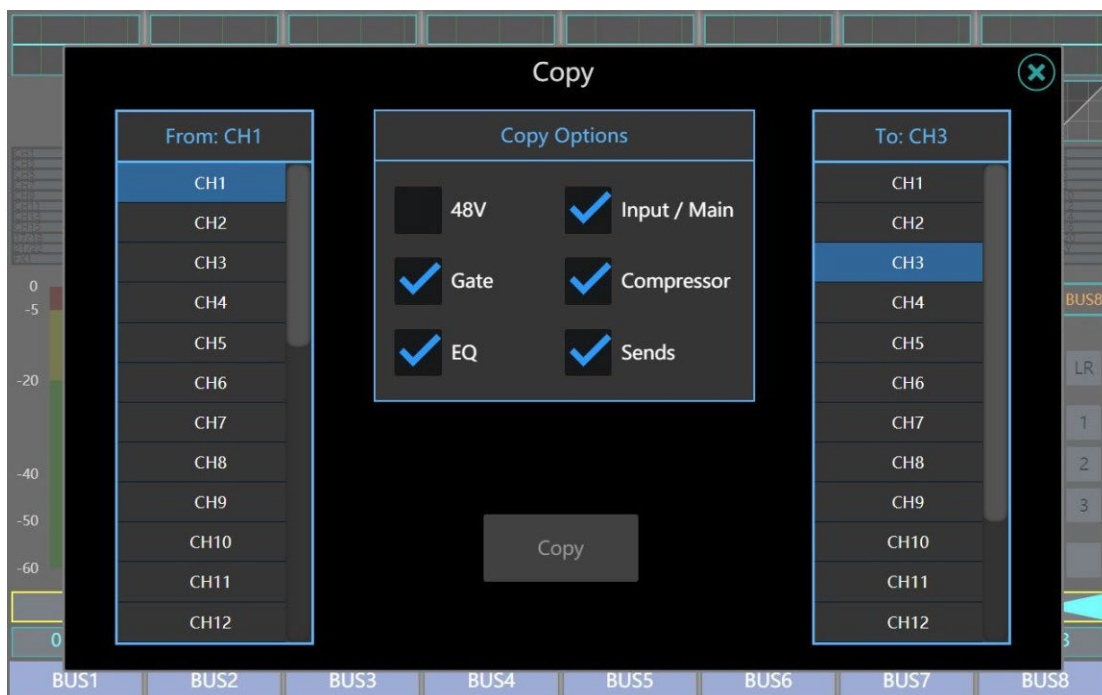 Copy
From: CH1
CH1
CH2
CH3
CH4
CH5
CH6
CH7
CH8
CH9
CH10
CH11
CH12
Copy Options
48V
Input / Main
Gate
Compressor
EQ
Sends
Copy
To: CH3
CH1
CH2
CH3
CH4
CH5
CH6
CH7
CH8
CH9
CH10
CH11
CH12
0
-5
-20
-40
-50
-60
0
BUS8
LR
1
2
3
3
BUS1 BUS2 BUS3 BUS4 BUS5 BUS6 BUS7 BUS8